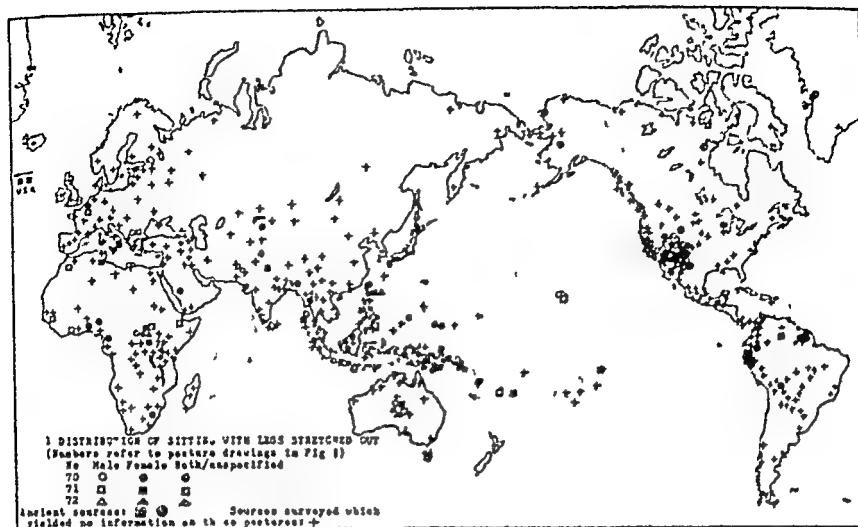 1 DISTRIBUTION OF SITTING WITH LEGS STRETCHED OUT
(Numbers refer to posture drawings in Fig 8)
No Male Female Both/unspecified
70
71
72
Ancient sources: Sources surveyed which
yielded no information on these postures: +